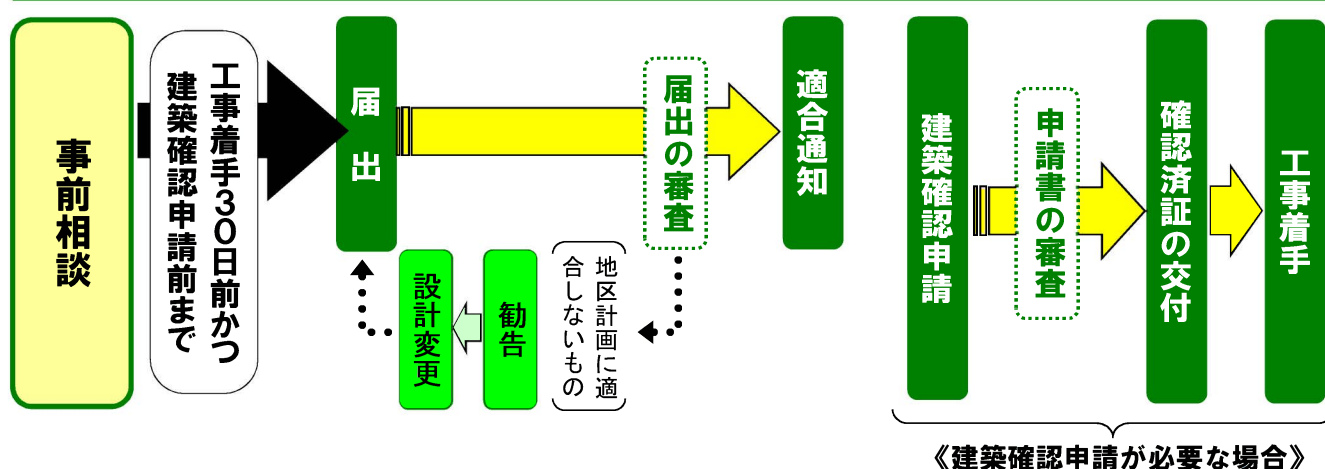 事前相談
工事着手30日前かつ
建築確認申請前まで
届出
届出の審査
適合通知
地区計画に適
合しないもの
勧告
設計変更
建築確認申請
申請書の審査
確認済証の交付
工事着手
《建築確認申請が必要な場合》